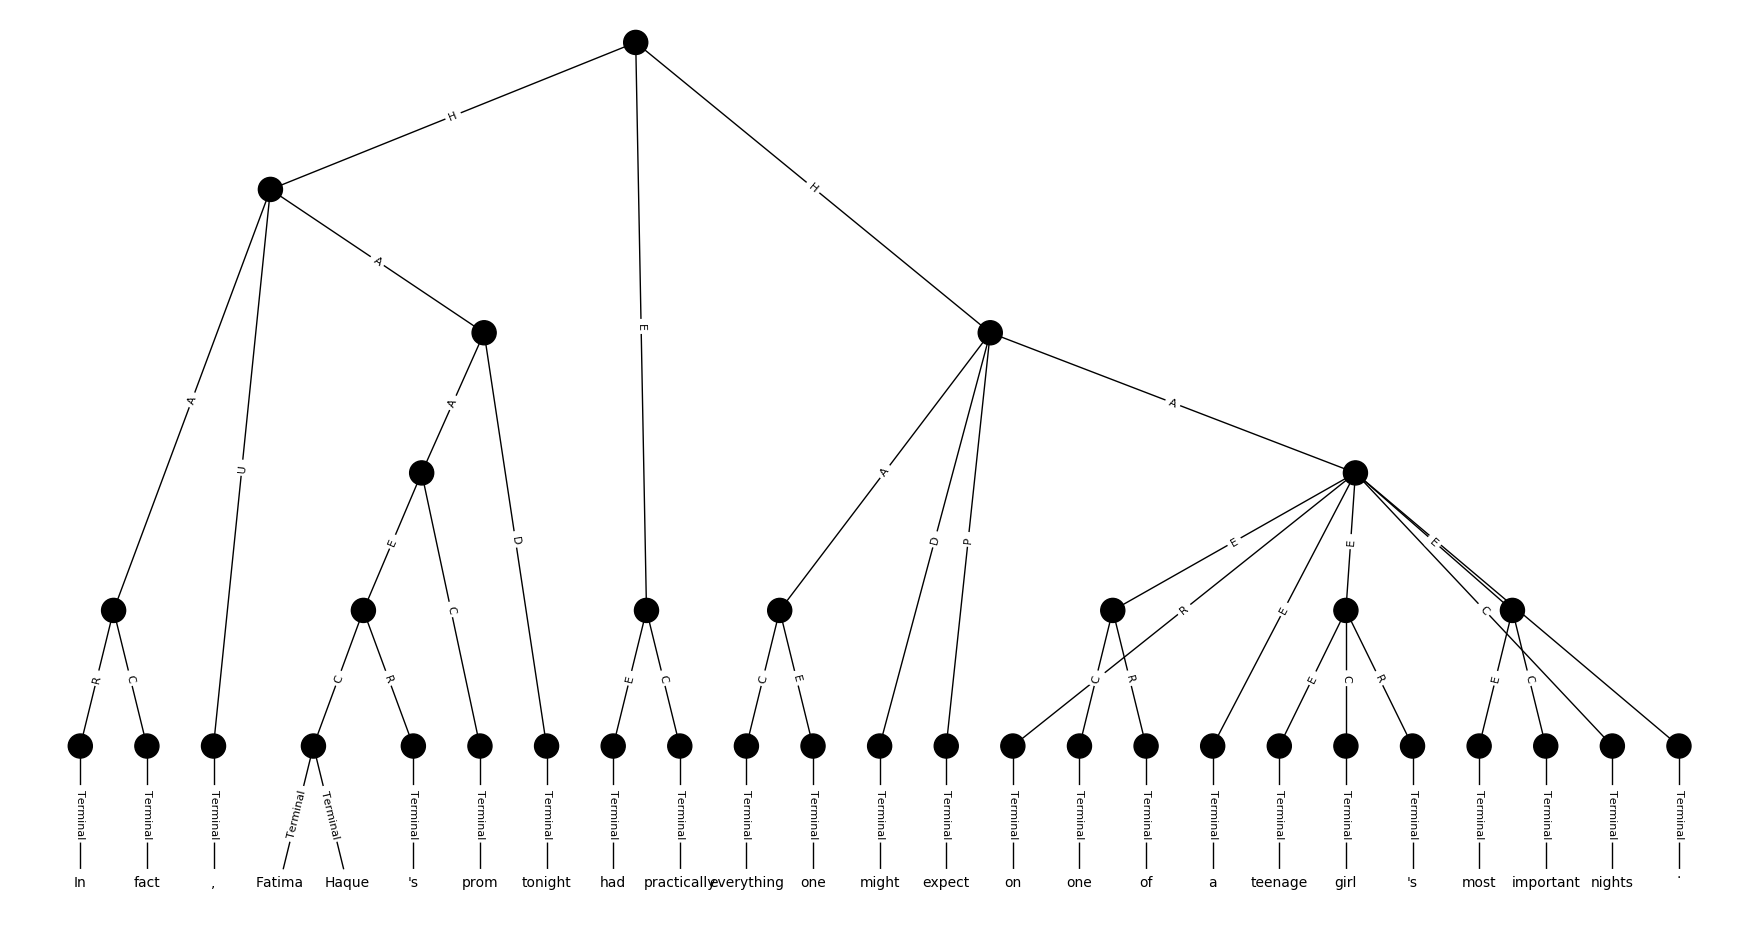 H
H
A
A
E
A
A
U
A
E
E
D
D
P
E
E
E
C
R
E
C
R
C
C
R
E
C
C
E
C
R
E
C
R
E
C
Terminal Terminal Terminal Terminal Terminal Terminal Terminal Terminal Terminal Terminal Terminal Terminal Terminal Terminal Terminal Terminal Terminal Terminal Terminal Terminal Terminal Terminal Terminal Terminal Terminal
In fact , Fatima Haque 's prom tonight had practically everything one might expect on one of a teenage girl 's most important nights .